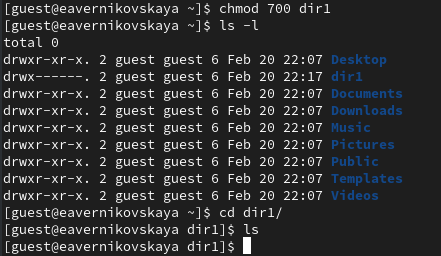 [guest@eavernikovskaya ~]$ chmod 700 dir1
[guest@eavernikovskaya ~]$ ls -l
total 0
drwxr-xr-x. 2 guest guest 6 Feb 20 22:07 Desktop
drwx------. 2 guest guest 6 Feb 20 22:17 dir1
drwxr-xr-x. 2 guest guest 6 Feb 20 22:07 Documents
drwxr-xr-x. 2 guest guest 6 Feb 20 22:07 Downloads
drwxr-xr-x. 2 guest guest 6 Feb 20 22:07 Music
drwxr-xr-x. 2 guest guest 6 Feb 20 22:07 Pictures
drwxr-xr-x. 2 guest guest 6 Feb 20 22:07 Public
drwxr-xr-x. 2 guest guest 6 Feb 20 22:07 Templates
drwxr-xr-x. 2 guest guest 6 Feb 20 22:07 Videos
[guest@eavernikovskaya ~]$ cd dir1/
[guest@eavernikovskaya dir1]$ ls
[guest@eavernikovskaya dir1]$